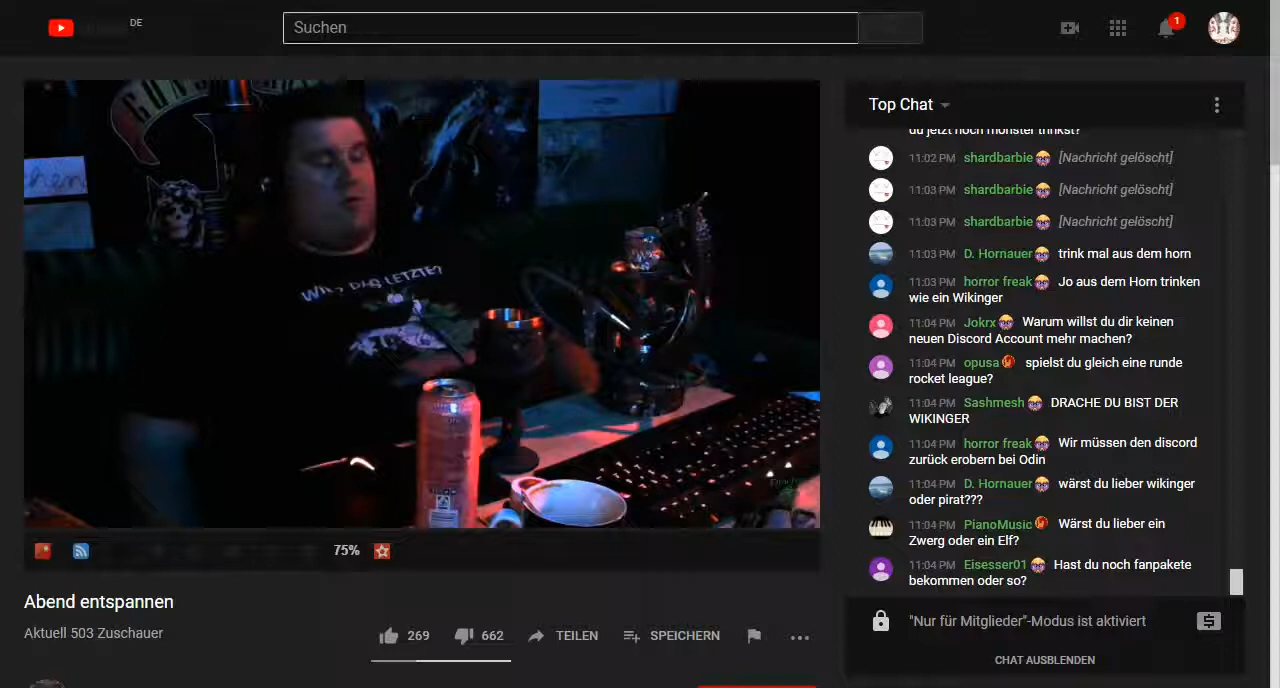 DE
Suchen
1
GUNS
WAS? DAS LETZTE?
75%
Abend entspannen
Aktuell 503 Zuschauer
269
662
TEILEN
SPEICHERN
Top Chat
du jetzt noch monster trinkst?
11:02 PM shardbarbie [Nachricht gelöscht]
11:03 PM shardbarbie [Nachricht gelöscht]
11:03 PM shardbarbie [Nachricht gelöscht]
11:03 PM D. Hornauer trink mal aus dem horn
11:03 PM horror freak Jo aus dem Horn trinken
wie ein Wikinger
11:04 PM Jokrx Warum willst du dir keinen
neuen Discord Account mehr machen?
11:04 PM opusa spielst du gleich eine runde
rocket league?
11:04 PM Sashmesh DRACHE DU BIST DER
WIKINGER
11:04 PM horror freak Wir müssen den discord
zurück erobern bei Odin
11:04 PM D. Hornauer wärst du lieber wikinger
oder pirat???
11:04 PM PianoMusic Wärst du lieber ein
Zwerg oder ein Elf?
11:04 PM Eisesser01 Hast du noch fanpakete
bekommen oder so?
"Nur für Mitglieder"-Modus ist aktiviert
CHAT AUSBLENDEN